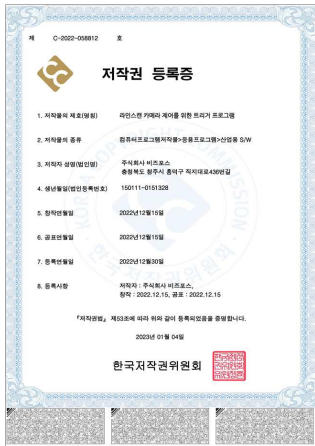 제 C-2022-058812 호
저작권 등록증
1. 저작물의 제호(명칭) 라인스캔 카메라 제어를 위한 트리거 프로그램
2. 저작물의 종류 컴퓨터프로그램저작물>응용프로그램>산업용 S/W
3. 저작자 성명(법인명) 주식회사 비즈포스
충청북도 청주시 흥덕구 직지대로436번길
4. 생년월일(법인등록번호) 150111-0151328
5. 창작연월일 2022년12월15일
6. 공표연월일 2022년12월15일
7. 등록연월일 2022년12월30일
8. 등록사항 저작자 : 주식회사 비즈포스,
창작 : 2022.12.15, 공표 : 2022.12.15
『저작권법』 제53조에 따라 위와 같이 등록되었음을 증명합니다.
2023년 01월 04일
한국저작권위원회
KOREA COPYRIGHT COMMISSION
한국저작권위원회